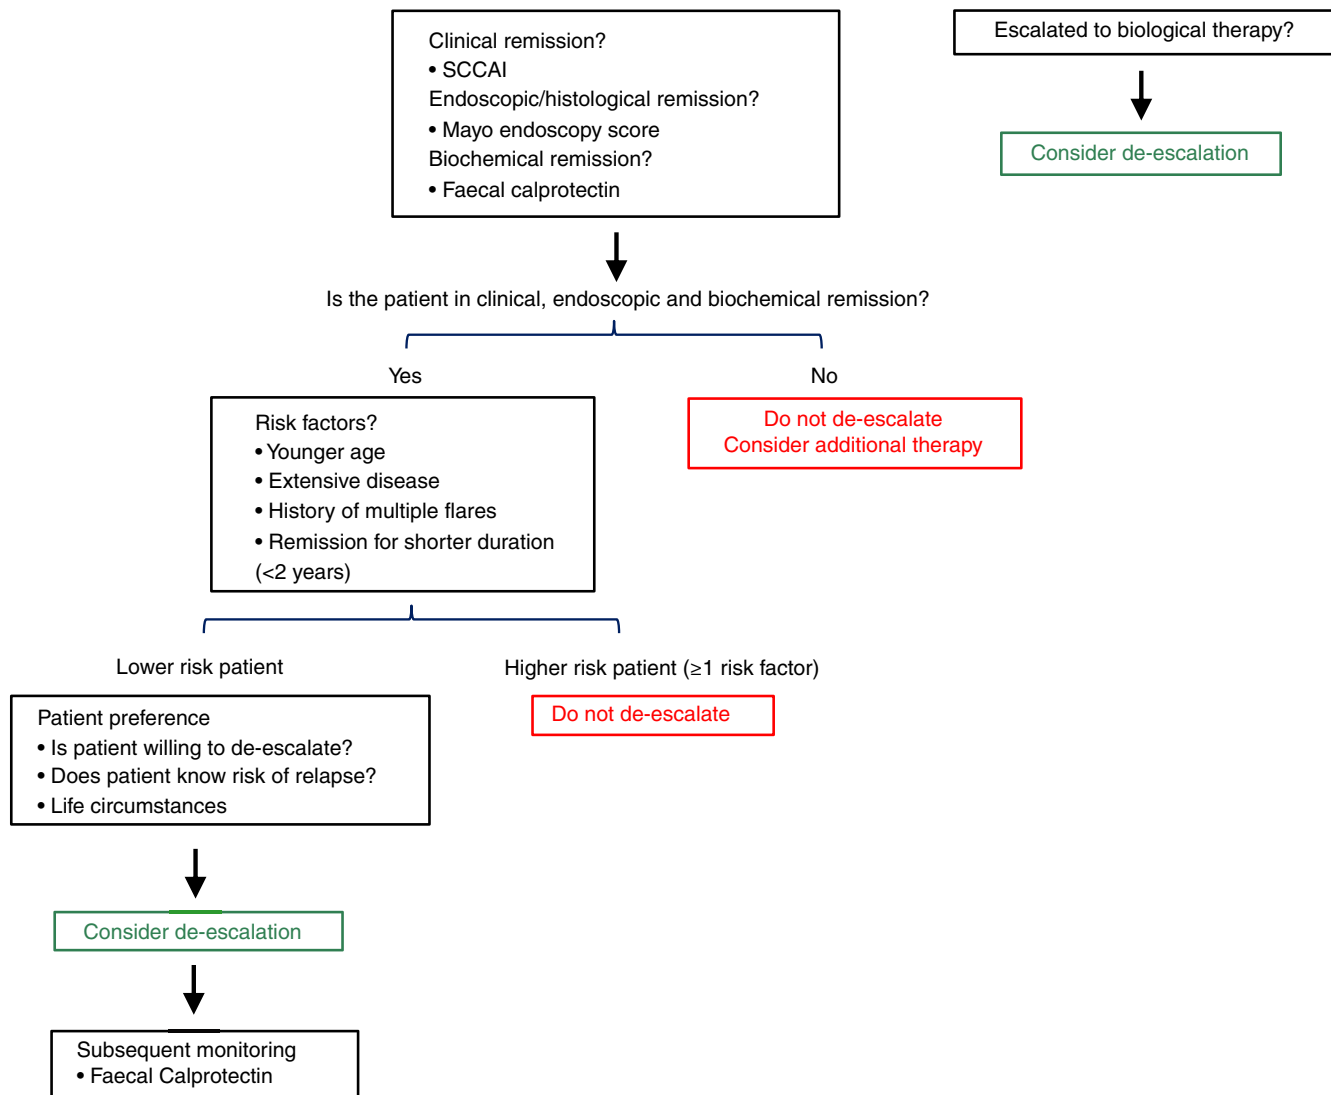 Clinical remission?
• SCCAI
Endoscopic/histological remission?
• Mayo endoscopy score
Biochemical remission?
• Faecal calprotectin
Escalated to biological therapy?
Consider de-escalation
Is the patient in clinical, endoscopic and biochemical remission?
Yes
No
Risk factors?
• Younger age
• Extensive disease
• History of multiple flares
• Remission for shorter duration
(<2 years)
Do not de-escalate
Consider additional therapy
Lower risk patient
Higher risk patient (≥1 risk factor)
Patient preference
• Is patient willing to de-escalate?
• Does patient know risk of relapse?
• Life circumstances
Do not de-escalate
Consider de-escalation
Subsequent monitoring
• Faecal Calprotectin